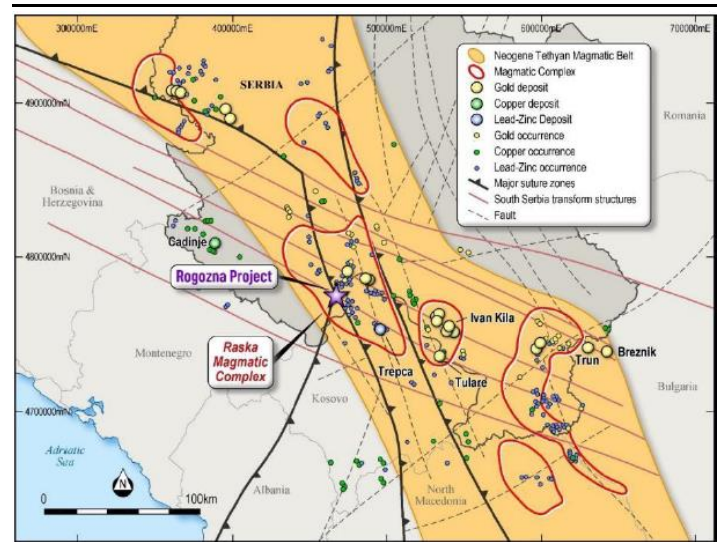 300000mE
400000mE
500000mE
600000mE
700000mE
4900000mN
4800000mN
4700000mN
SERBIA
Romania
Bosnia &
Herzegovina
Neogene Tethyan Magmatic Belt
Magmatic Complex
Gold deposit
Copper deposit
Lead-Zinc Deposit
Gold occurrence
Copper occurrence
Lead-Zinc occurrence
Major suture zones
South Serbia transform structures
Fault
Cadinje
Rogozna Project
Raska
Magmatic
Complex
Montenegro
Kosovo
Trepca
Ivan Kila
Tulare
Trun
Breznik
Bulgaria
Adriatic
Sea
N
0
100km
Albania
North
Macedonia